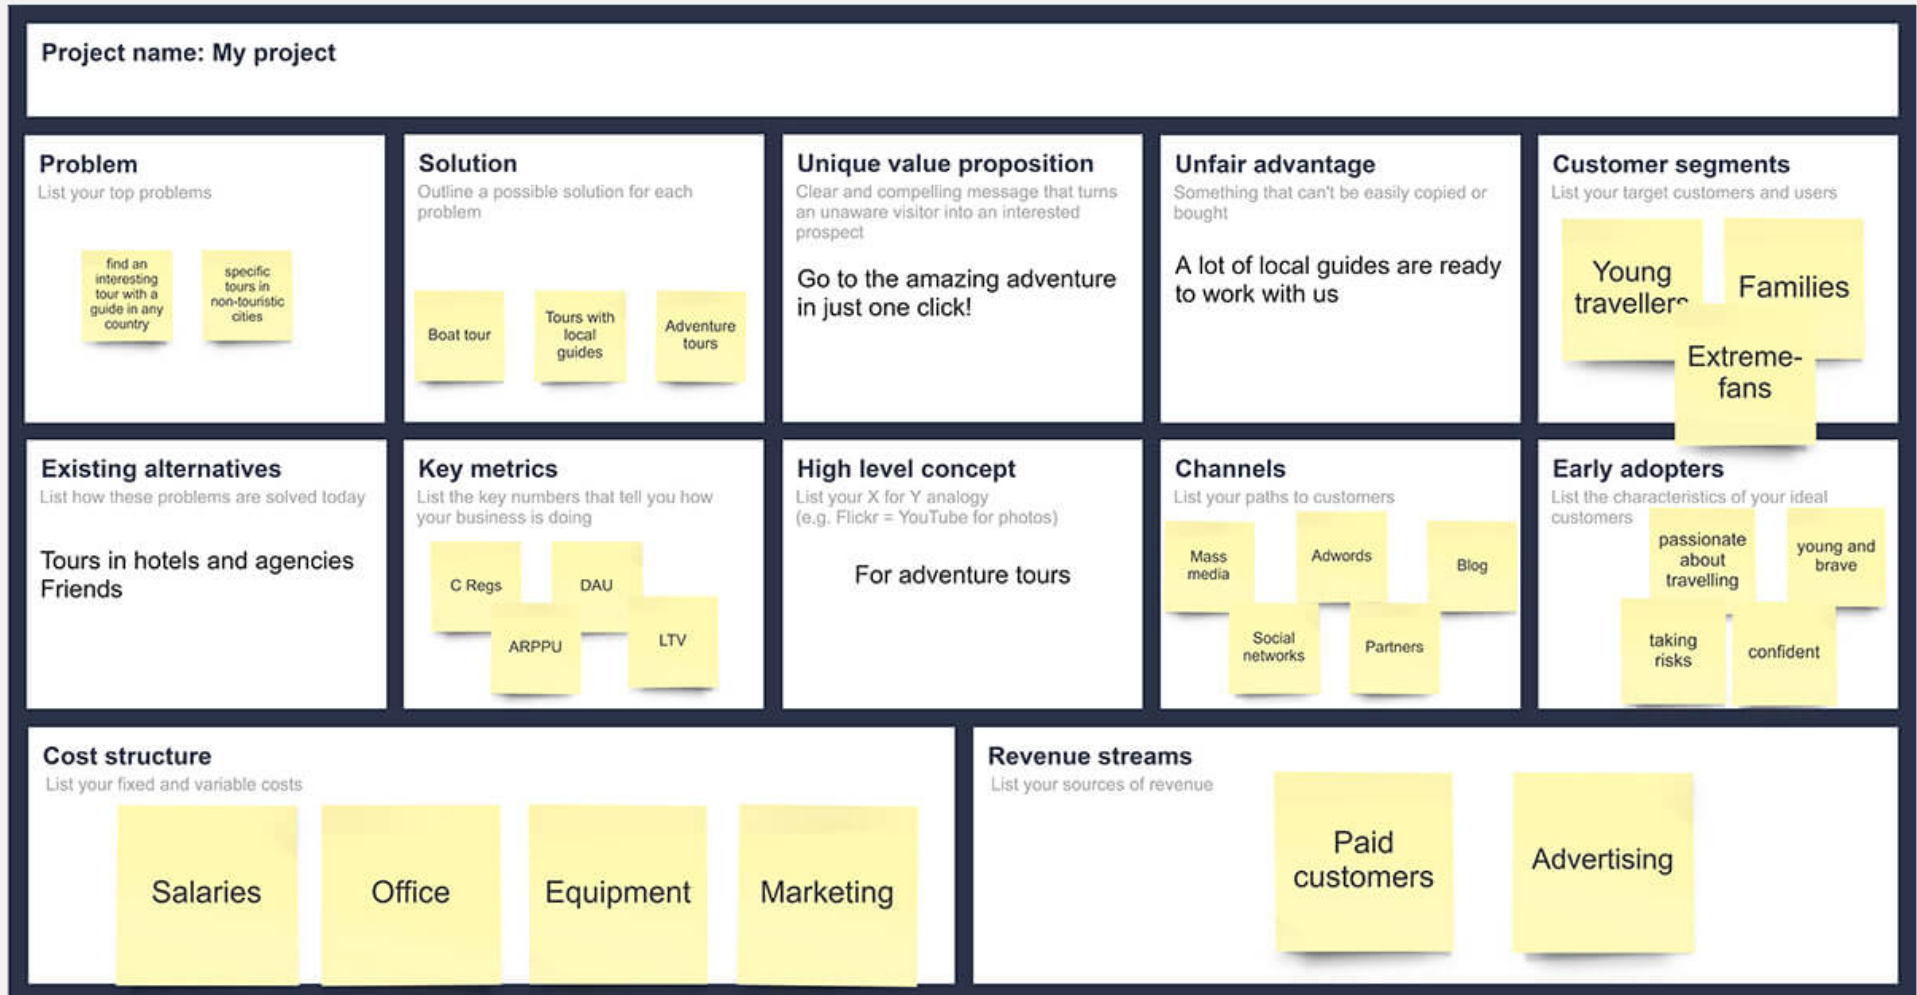 Project name: My project
Problem
List your top problems
find an
interesting
tour with a
guide in any
country
specific
tours in
non-touristic
cities
Solution
Outline a possible solution for each
problem
Boat tour
Tours with
local
guides
Adventure
tours
Unique value proposition
Clear and compelling message that turns
an unaware visitor into an interested
prospect
Go to the amazing adventure
in just one click!
Unfair advantage
Something that can't be easily copied or
bought
A lot of local guides are ready
to work with us
Customer segments
List your target customers and users
Young
travellers
Families
Extreme-
fans
Existing alternatives
List how these problems are solved today
Tours in hotels and agencies
Friends
Key metrics
List the key numbers that tell you how
your business is doing
C Regs
DAU
ARPPU
LTV
High level concept
List your X for Y analogy
(e.g. Flickr = YouTube for photos)
For adventure tours
Channels
List your paths to customers
Mass
media
Adwords
Blog
Social
networks
Partners
Early adopters
List the characteristics of your ideal
customers
passionate
about
travelling
young and
brave
taking
risks
confident
Cost structure
List your fixed and variable costs
Salaries
Office
Equipment
Marketing
Revenue streams
List your sources of revenue
Paid
customers
Advertising